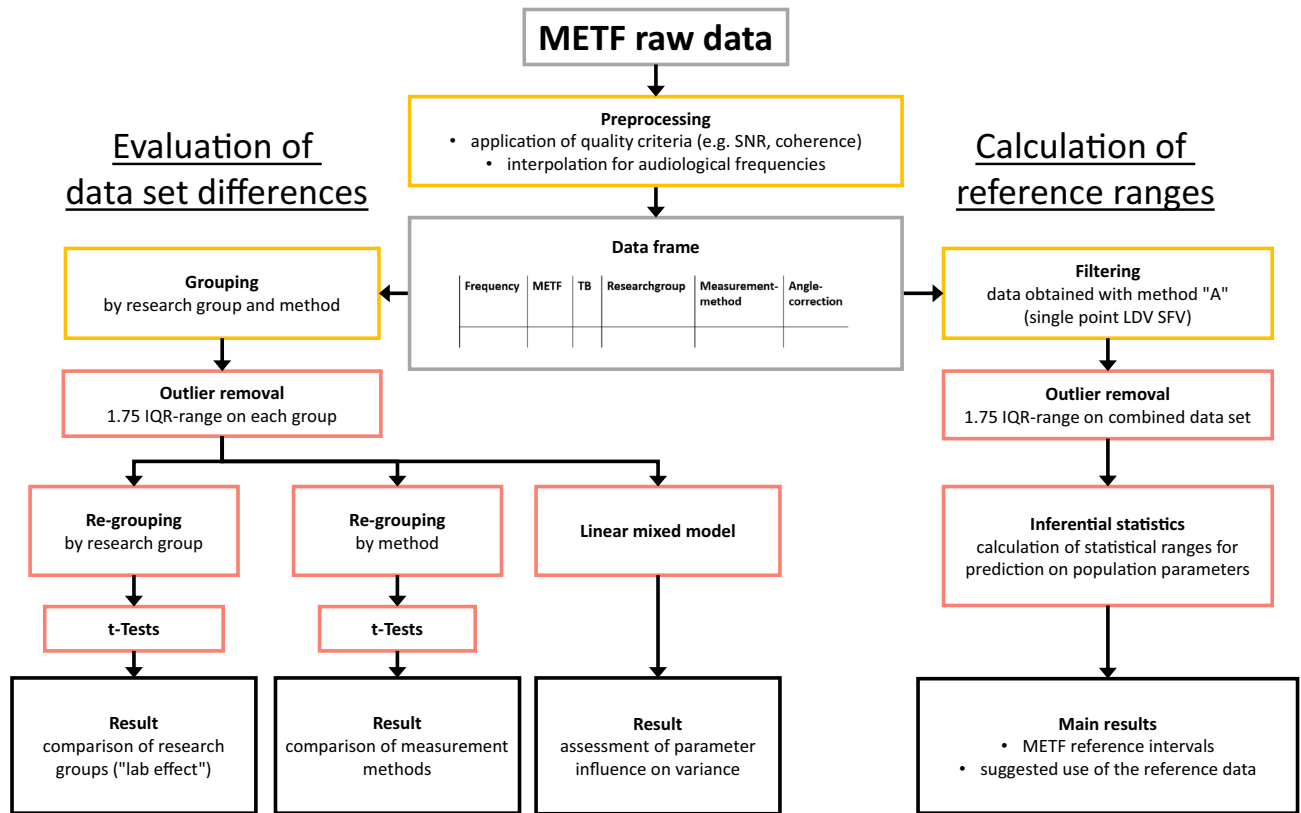 METF raw data
Preprocessing
• application of quality criteria (e.g. SNR, coherence)
• interpolation for audiological frequencies
Evaluation of
data set differences
Calculation of
reference ranges
Data frame
Frequency METF TB Researchgroup Measurement-
method Angle-
correction
Grouping
by research group and method
Filtering
data obtained with method "A"
(single point LDV SFV)
Outlier removal
1.75 IQR-range on each group
Outlier removal
1.75 IQR-range on combined data set
Re-grouping
by research group
Re-grouping
by method
Linear mixed model
Inferential statistics
calculation of statistical ranges for
prediction on population parameters
t-Tests
t-Tests
Result
comparison of research
groups ("lab effect")
Result
comparison of measurement
methods
Result
assessment of parameter
influence on variance
Main results
• METF reference intervals
• suggested use of the reference data